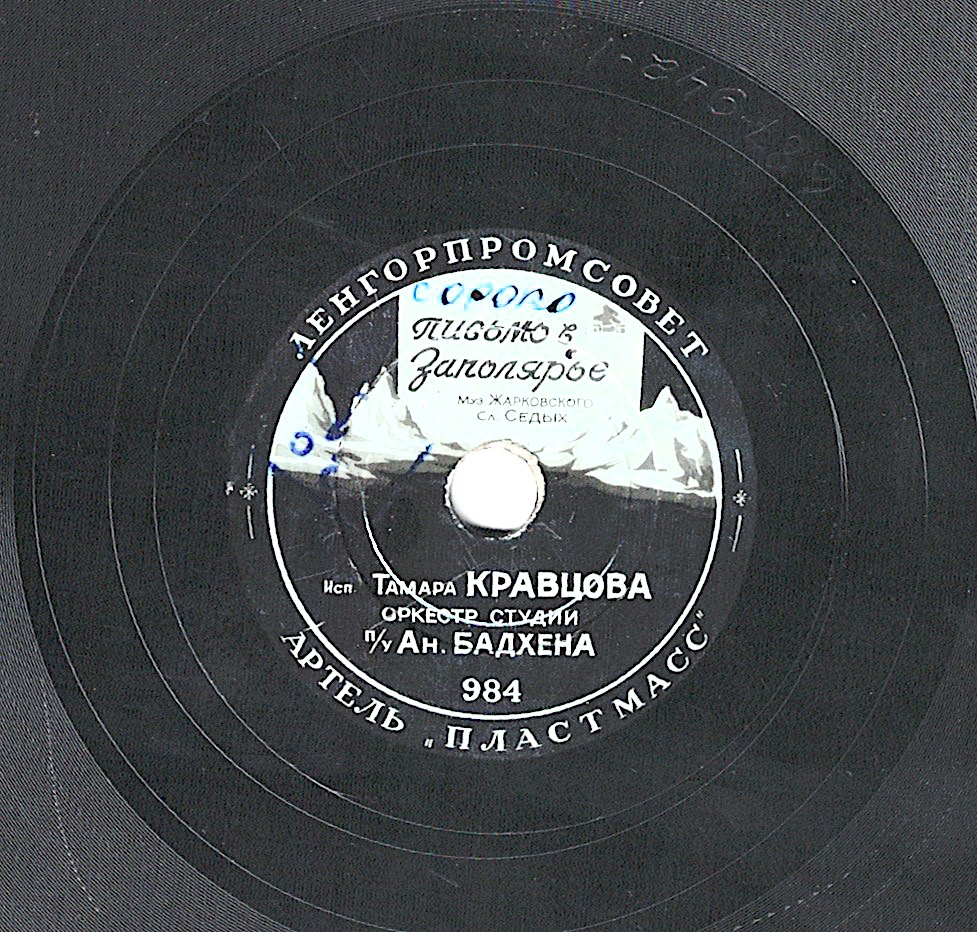 ЛЕНГОРПРОМСОВЕТ
Письмо в
Заполярье
Муз. Жарковского
Сл. Седых
Исп. Тамара КРАВЦОВА
ОРКЕСТР СТУДИИ
п/у Ан. БАДХЕНА
984
АРТЕЛЬ „ПЛАСТМАСС"